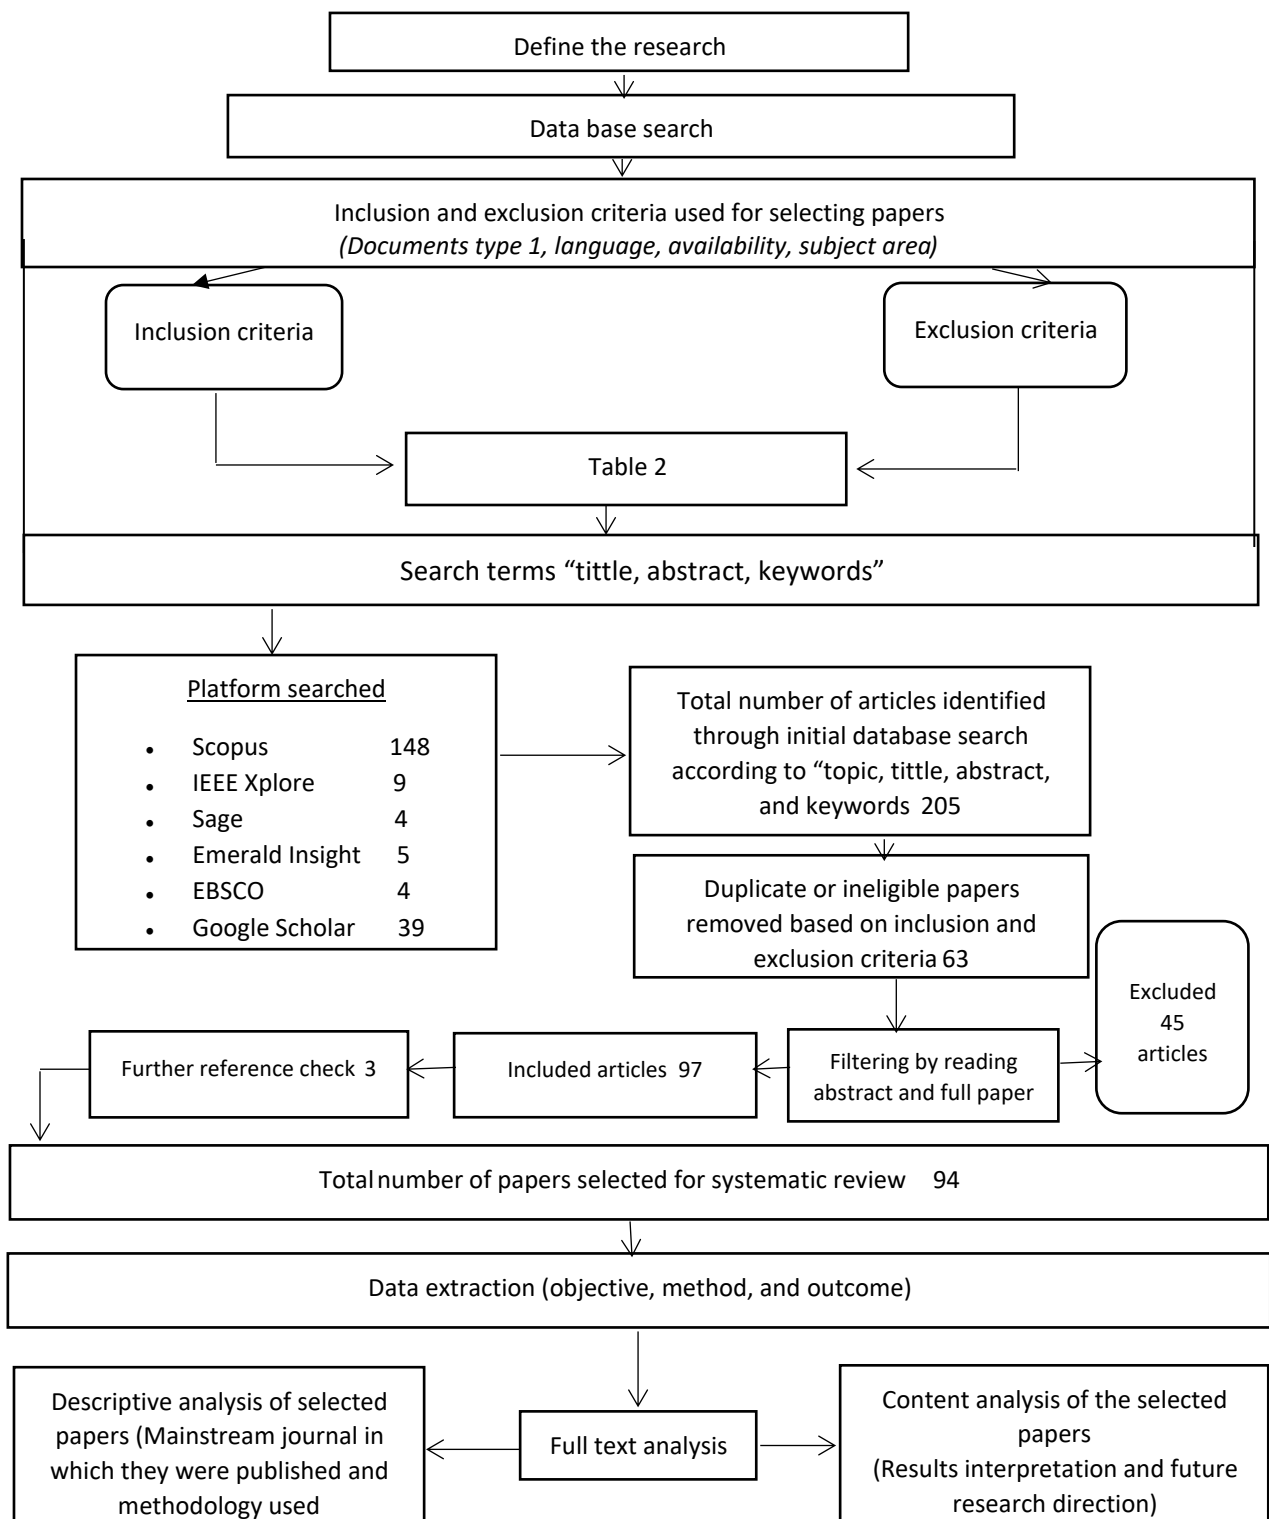 Define the research
Data base search
Inclusion and exclusion criteria used for selecting papers
(Documents type 1, language, availability, subject area)
Inclusion criteria
Exclusion criteria
Table 2
Search terms “tittle, abstract, keywords”
Platform searched
• Scopus 148
• IEEE Xplore 9
• Sage 4
• Emerald Insight 5
• EBSCO 4
• Google Scholar 39
Total number of articles identified
through initial database search
according to “topic, tittle, abstract,
and keywords 205
Duplicate or ineligible papers
removed based on inclusion and
exclusion criteria 63
Excluded
45
articles
Filtering by reading
abstract and full paper
Included articles 97
Further reference check 3
Total number of papers selected for systematic review 94
Data extraction (objective, method, and outcome)
Descriptive analysis of selected
papers (Mainstream journal in
which they were published and
methodology used
Full text analysis
Content analysis of the selected
papers
(Results interpretation and future
research direction)